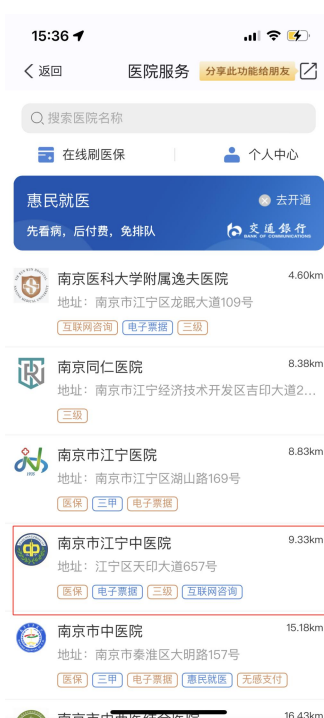 15:36
返回 医院服务 分享此功能给朋友
搜索医院名称
在线刷医保 个人中心
惠民就医 去开通
先看病，后付费，免排队 交通银行
BANK OF COMMUNICATIONS
南京医科大学附属逸夫医院 4.60km
地址：南京市江宁区龙眠大道109号
互联网咨询 电子票据 三级
南京同仁医院 8.38km
地址：南京市江宁经济技术开发区吉印大道2...
三级
南京市江宁医院 8.83km
地址：南京市江宁区湖山路169号
医保 三甲 电子票据
南京市江宁中医院 9.33km
地址：江宁区天印大道657号
医保 电子票据 三级 互联网咨询
南京市中医院 15.18km
地址：南京市秦淮区大明路157号
医保 三甲 电子票据 惠民就医 无感支付
南京市中西医结合医院 16.43km